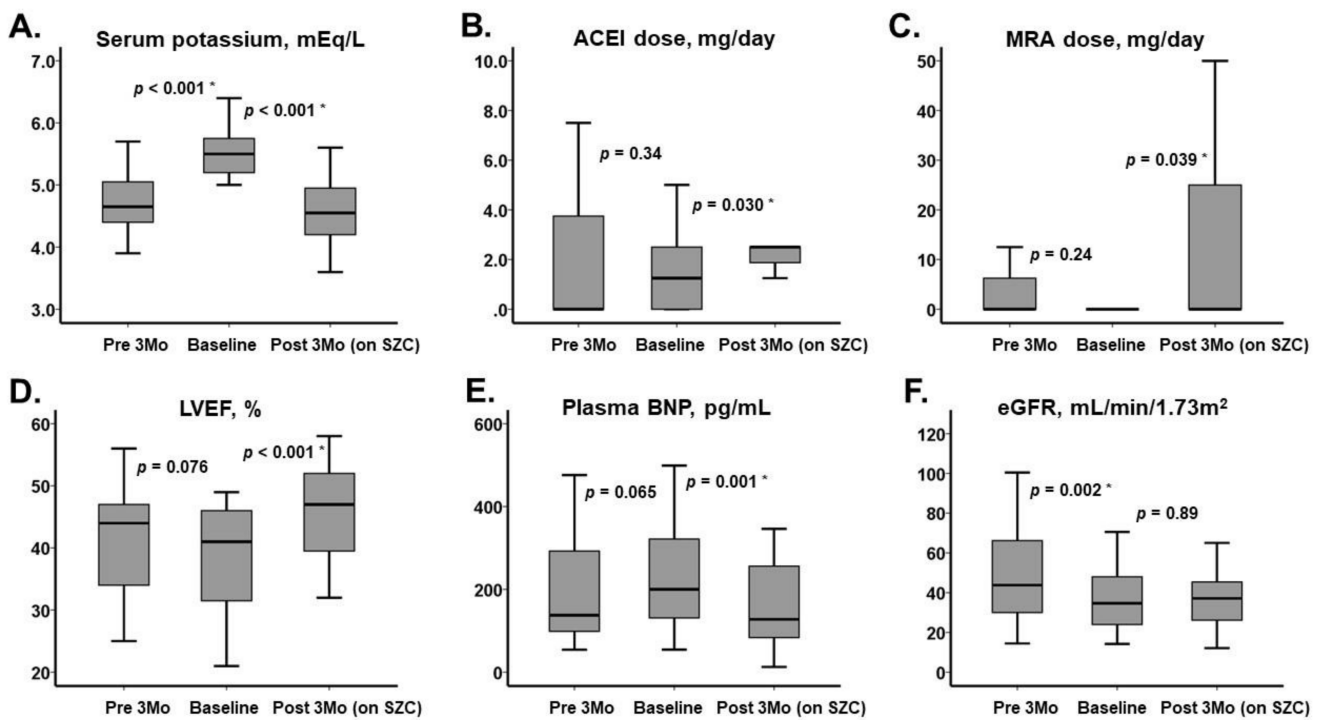 A.
Serum potassium, mEq/L
7.0
6.0
5.0
4.0
3.0
p < 0.001 *
p < 0.001 *
Pre 3Mo Baseline Post 3Mo (on SZC)
B.
ACEI dose, mg/day
10.0
8.0
6.0
4.0
2.0
.0
p = 0.34
p = 0.030 *
Pre 3Mo Baseline Post 3Mo (on SZC)
C.
MRA dose, mg/day
50
40
30
20
10
0
p = 0.24
p = 0.039 *
Pre 3Mo Baseline Post 3Mo (on SZC)
D.
LVEF, %
60
50
40
30
20
p = 0.076
p < 0.001 *
Pre 3Mo Baseline Post 3Mo (on SZC)
E.
Plasma BNP, pg/mL
600
400
200
0
p = 0.065
p = 0.001 *
Pre 3Mo Baseline Post 3Mo (on SZC)
F.
eGFR, mL/min/1.73m²
120
100
80
60
40
20
0
p = 0.002 *
p = 0.89
Pre 3Mo Baseline Post 3Mo (on SZC)